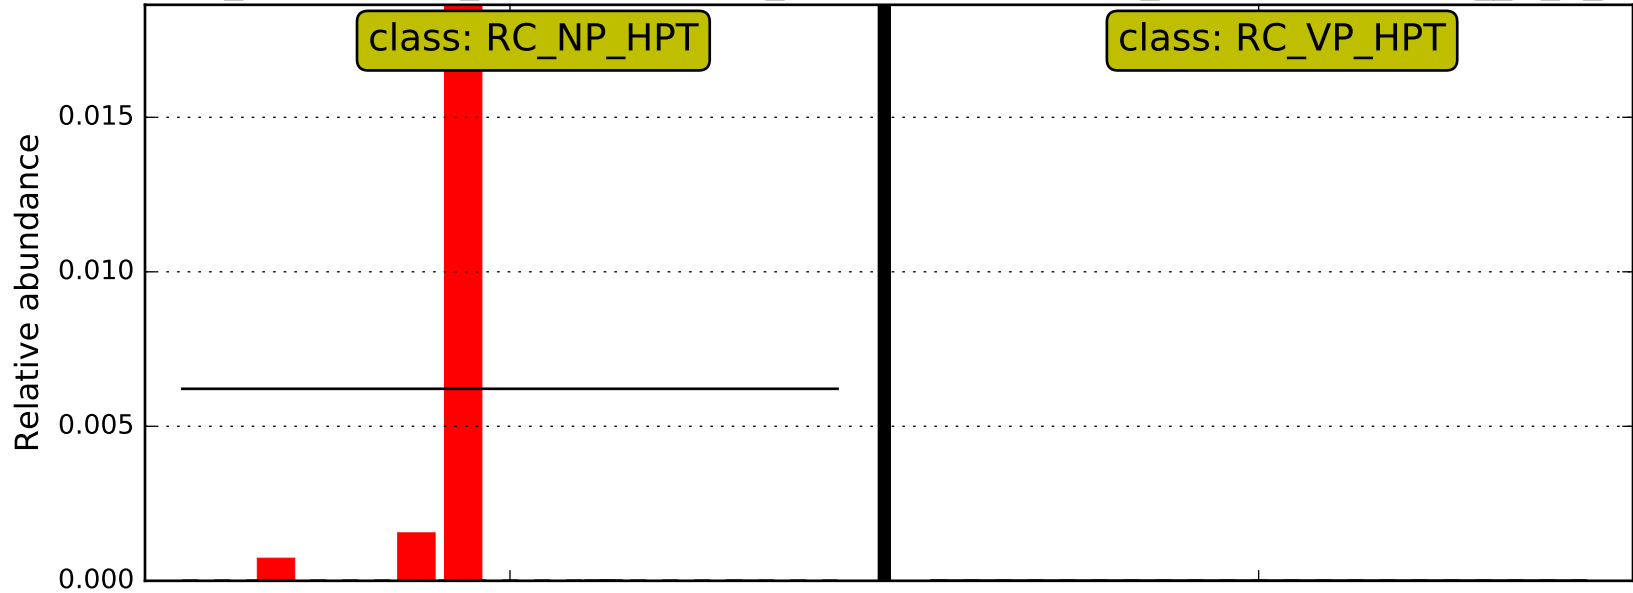 class: RC_NP_HPT
class: RC_VP_HPT
0.015
0.010
0.005
0.000
Relative abundance